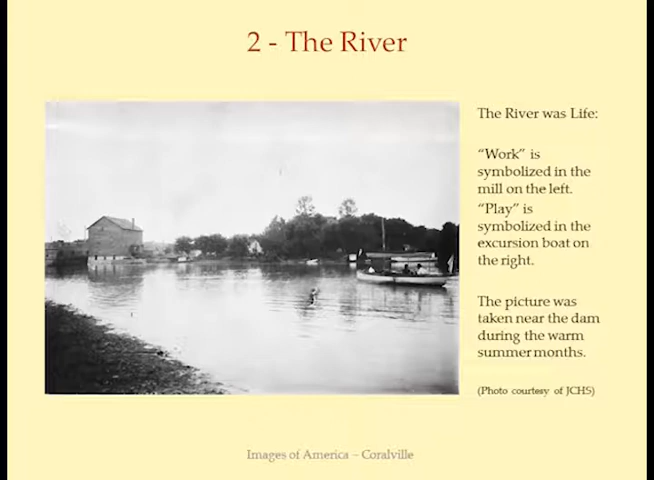 2 - The River
The River was Life:
“Work” is
symbolized in the
mill on the left.
“Play” is
symbolized in the
excursion boat on
the right.
The picture was
taken near the dam
during the warm
summer months.
(Photo courtesy of JCHS)
Images of America – Coralville